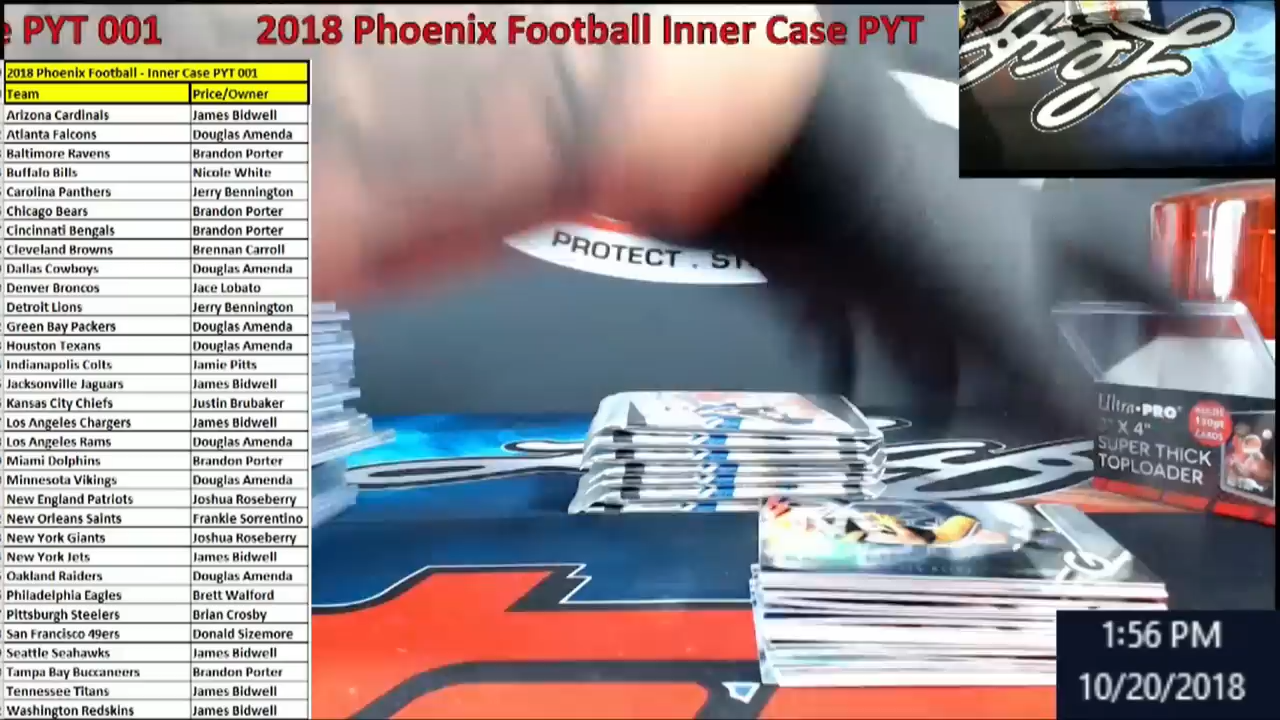 e PYT 001 2018 Phoenix Football Inner Case PYT
2018 Phoenix Football - Inner Case PYT 001
Team Price/Owner
Arizona Cardinals James Bidwell
Atlanta Falcons Douglas Amenda
Baltimore Ravens Brandon Porter
Buffalo Bills Nicole White
Carolina Panthers Jerry Bennington
Chicago Bears Brandon Porter
Cincinnati Bengals Brandon Porter
Cleveland Browns Brennan Carroll
Dallas Cowboys Douglas Amenda
Denver Broncos Jace Lobato
Detroit Lions Jerry Bennington
Green Bay Packers Douglas Amenda
Houston Texans Douglas Amenda
Indianapolis Colts Jamie Pitts
Jacksonville Jaguars James Bidwell
Kansas City Chiefs Justin Brubaker
Los Angeles Chargers James Bidwell
Los Angeles Rams Douglas Amenda
Miami Dolphins Brandon Porter
Minnesota Vikings Douglas Amenda
New England Patriots Joshua Roseberry
New Orleans Saints Frankie Sorrentino
New York Giants Joshua Roseberry
New York Jets James Bidwell
Oakland Raiders Douglas Amenda
Philadelphia Eagles Brett Walford
Pittsburgh Steelers Brian Crosby
San Francisco 49ers Donald Sizemore
Seattle Seahawks James Bidwell
Tampa Bay Buccaneers Brandon Porter
Tennessee Titans James Bidwell
Washington Redskins James Bidwell
PROTECT . ST
Ultra·PRO
3" X 4"
SUPER THICK
TOPLOADER
HOLDS
130pt
CARDS
1:56 PM
10/20/2018